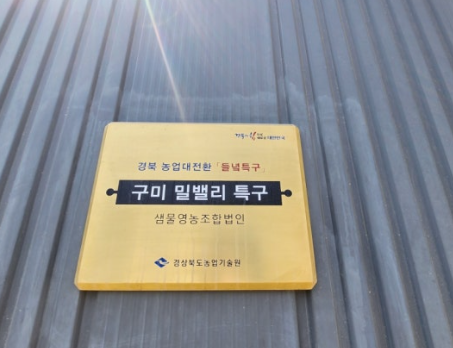 경북 농업대전환 「들녘특구」
구미 밀밸리 특구
샘물영농조합법인
경상북도농업기술원